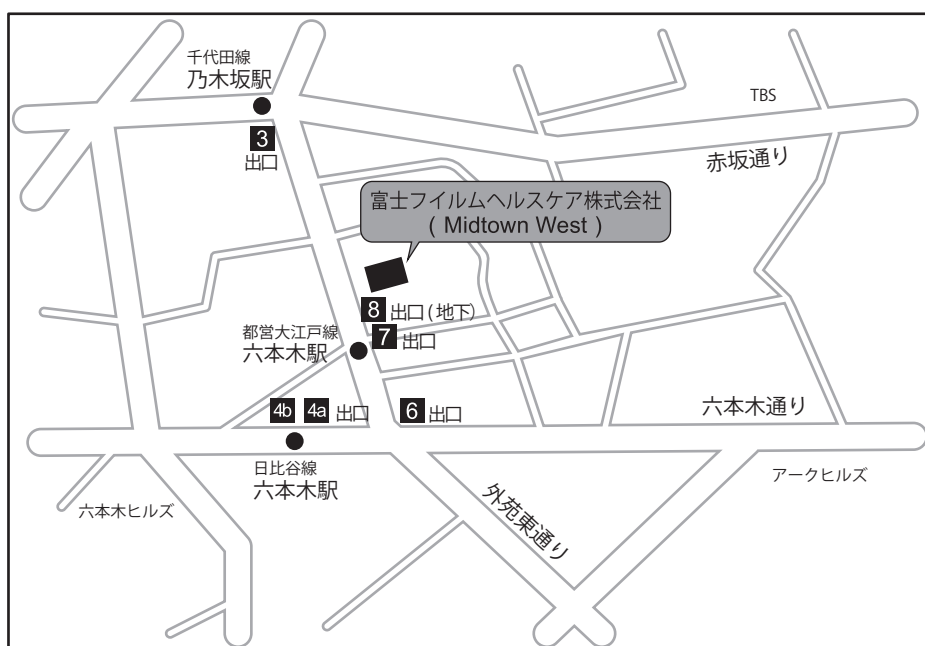 千代田線
乃木坂駅
3
出口
TBS
赤坂通り
富士フイルムヘルスケア株式会社
( Midtown West )
8 出口 ( 地下 )
7 出口
都営大江戸線
六本木駅
4b 4a 出口
6 出口
六本木通り
日比谷線
六本木駅
六本木ヒルズ
外苑東通り
アークヒルズ